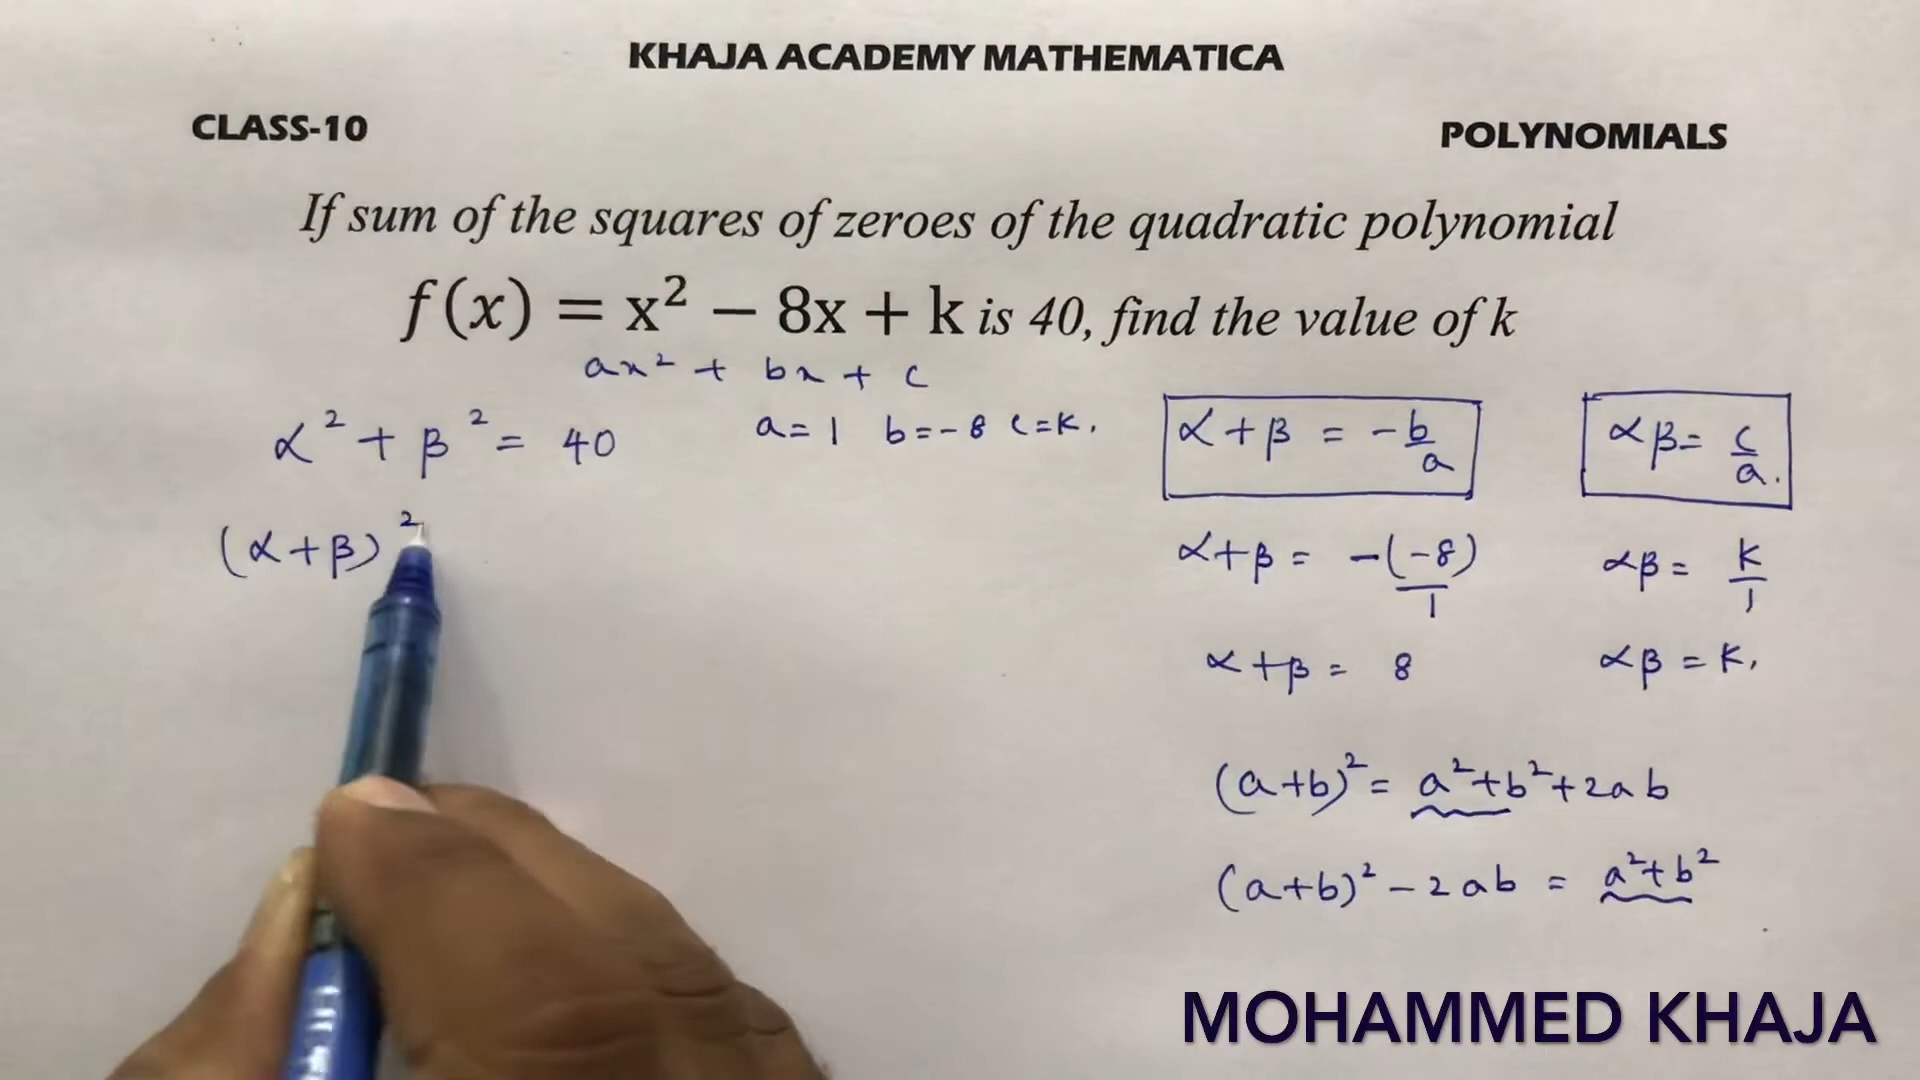 KHAJA ACADEMY MATHEMATICA
CLASS-10
POLYNOMIALS
If sum of the squares of zeroes of the quadratic polynomial
f(x) = x² − 8x + k is 40, find the value of k
ax² + bx + c
α² + β² = 40
a=1 b=-8 c=k.
α+β = -b/a
αβ = c/a.
(α+β)²
α+β = -(-8)/1
αβ = k/1
α+β = 8
αβ = k,
(a+b)² = a²+b²+2ab
(a+b)² - 2ab = a²+b²
MOHAMMED KHAJA